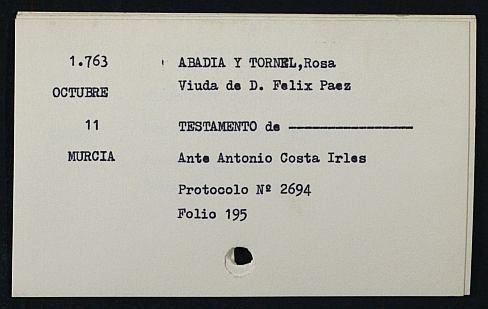 1.763 ABADIA Y TORNEL,Rosa
OCTUBRE Viuda de D. Felix Paez
11 TESTAMENTO de ----------------
MURCIA Ante Antonio Costa Irles
Protocolo Nº 2694
Folio 195